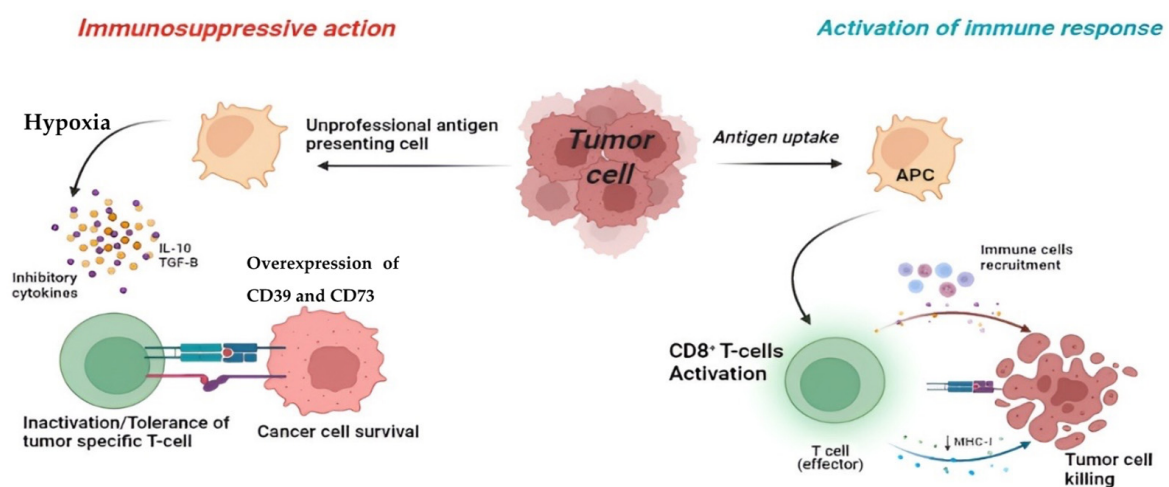 Immunosuppressive action
Activation of immune response
Hypoxia
Unprofessional antigen
presenting cell
Tumor
cell
Antigen uptake
APC
IL-10
TGF-B
Inhibitory
cytokines
Overexpression of
CD39 and CD73
Immune cells
recruitment
CD8⁺ T-cells
Activation
Inactivation/Tolerance of
tumor specific T-cell
Cancer cell survival
T cell
(effector)
↓ MHC-I
Tumor cell
killing